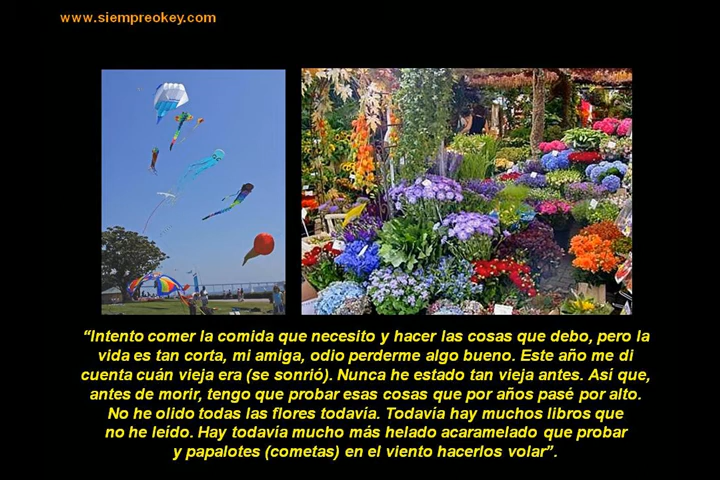 www.siempreokey.com
“Intento comer la comida que necesito y hacer las cosas que debo, pero la
vida es tan corta, mi amiga, odio perderme algo bueno. Este año me di
cuenta cuán vieja era (se sonrió). Nunca he estado tan vieja antes. Así que,
antes de morir, tengo que probar esas cosas que por años pasé por alto.
No he olido todas las flores todavía. Todavía hay muchos libros que
no he leído. Hay todavía mucho más helado acaramelado que probar
y papalotes (cometas) en el viento hacerlos volar”.